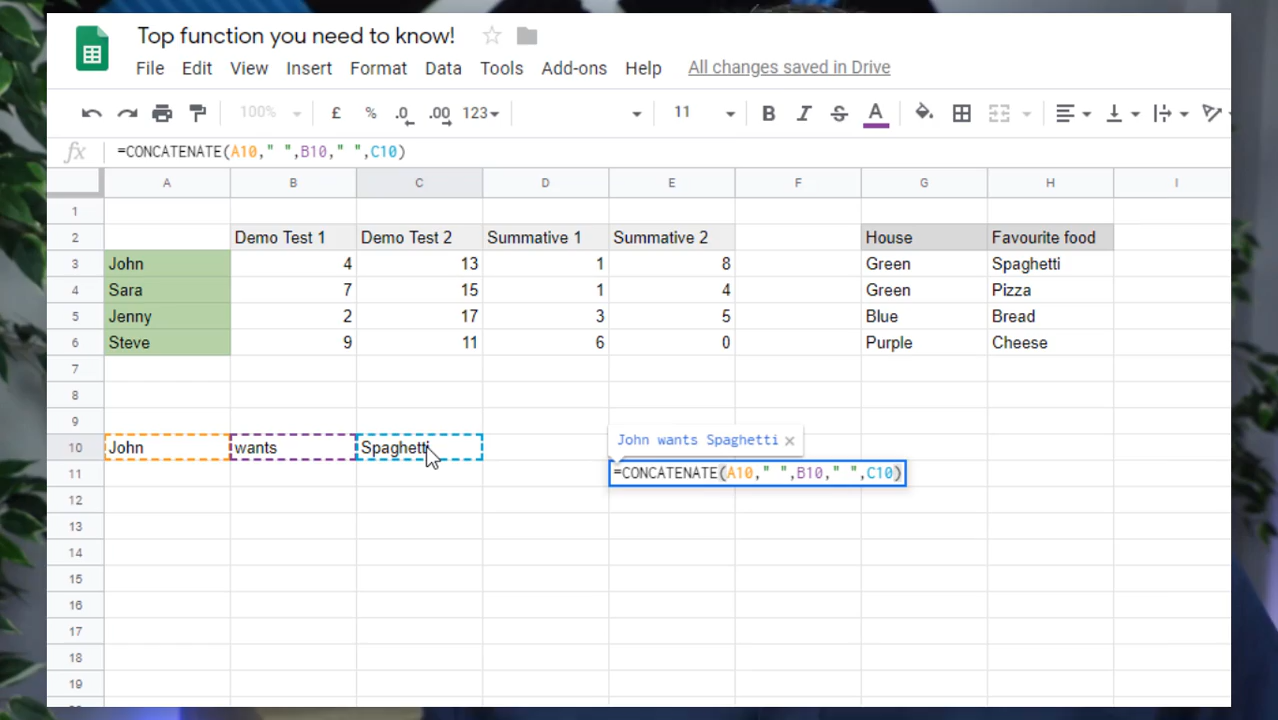 Top function you need to know!
File Edit View Insert Format Data Tools Add-ons Help All changes saved in Drive
100% £ % .0 .00 123 11 B I S A
fx =CONCATENATE(A10," ",B10," ",C10)
A B C D E F G H I
1
2 Demo Test 1 Demo Test 2 Summative 1 Summative 2 House Favourite food
3 John 4 13 1 8 Green Spaghetti
4 Sara 7 15 1 4 Green Pizza
5 Jenny 2 17 3 5 Blue Bread
6 Steve 9 11 6 0 Purple Cheese
7
8
9
John wants Spaghetti ×
10 John wants Spaghetti
11 =CONCATENATE(A10," ",B10," ",C10)
12
13
14
15
16
17
18
19